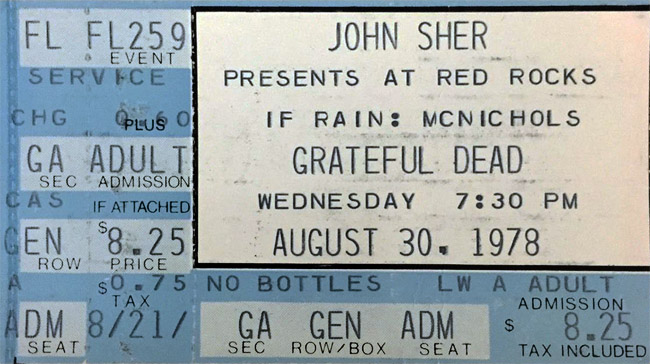 FL FL259
EVENT
SERVICE
CHG 0.60
PLUS
GA ADULT
SEC ADMISSION
CAS IF ATTACHED
GEN $8.25
ROW PRICE
A 0.75
$ TAX
ADM 8/21/
SEAT
JOHN SHER
PRESENTS AT RED ROCKS
IF RAIN: MCNICHOLS
GRATEFUL DEAD
WEDNESDAY 7:30 PM
AUGUST 30. 1978
NO BOTTLES LW A ADULT
ADMISSION
GA GEN ADM $ 8.25
SEC ROW/BOX SEAT TAX INCLUDED